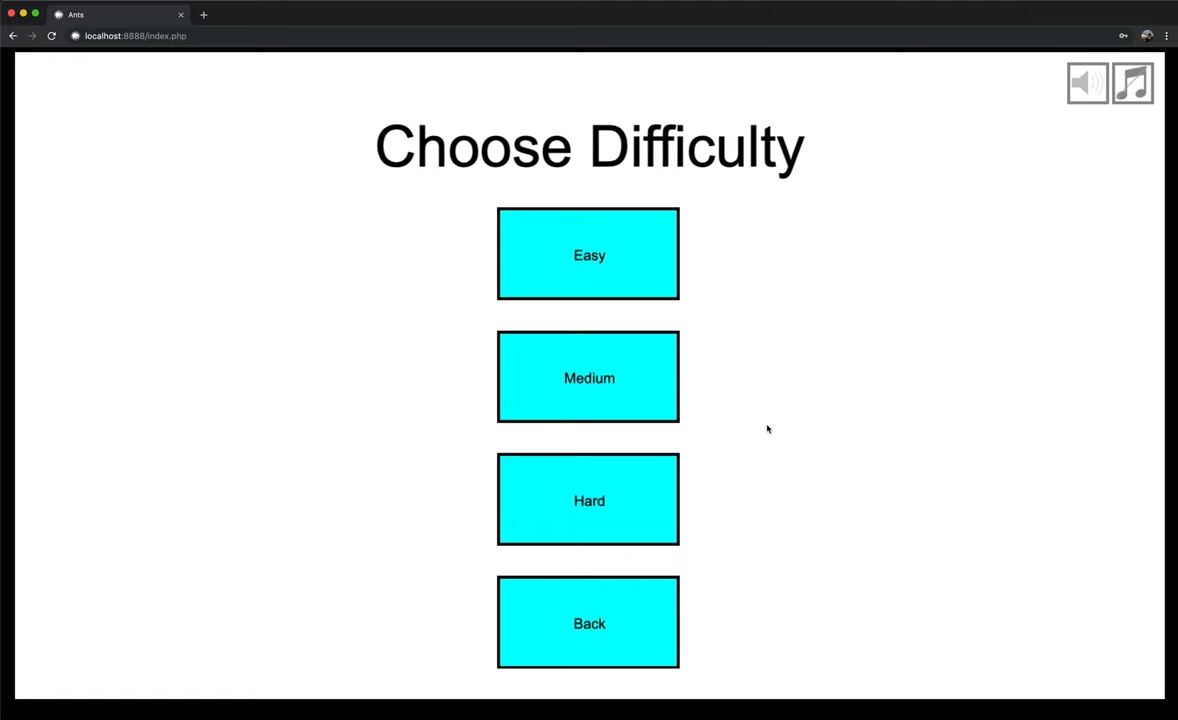 Ants
localhost:8888/index.php
Choose Difficulty
Easy
Medium
Hard
Back